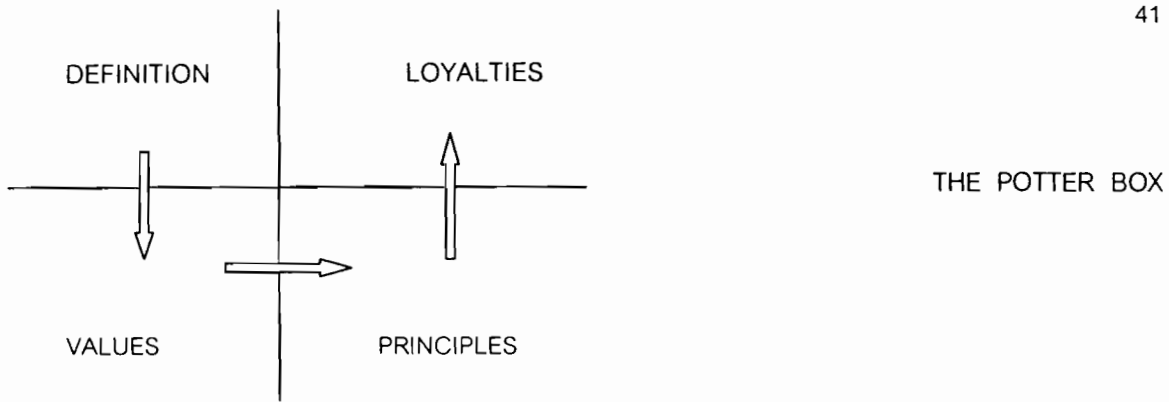 41
DEFINITION LOYALTIES
THE POTTER BOX
VALUES PRINCIPLES